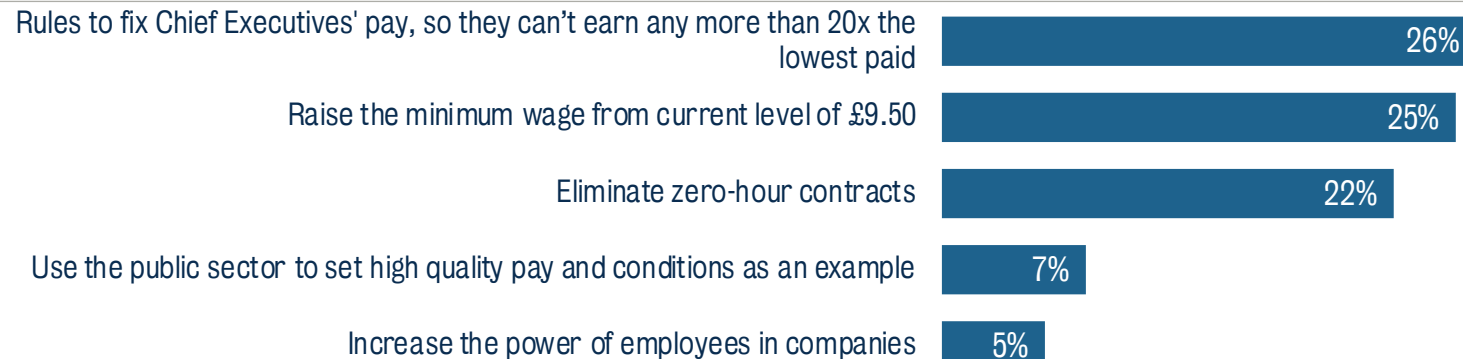 Rules to fix Chief Executives' pay, so they can’t earn any more than 20x the
lowest paid
26%
Raise the minimum wage from current level of £9.50
25%
Eliminate zero-hour contracts
22%
Use the public sector to set high quality pay and conditions as an example
7%
Increase the power of employees in companies
5%